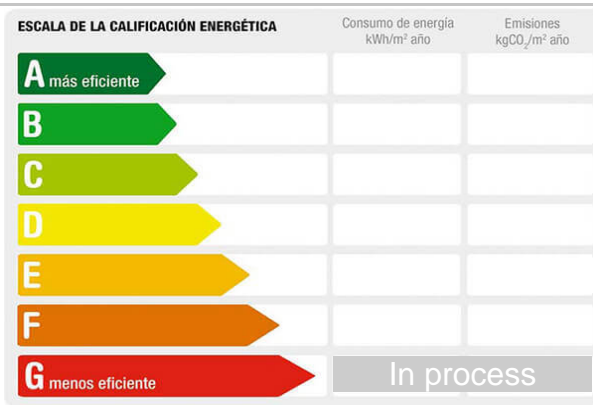 ESCALA DE LA CALIFICACIÓN ENERGÉTICA
Consumo de energía
kWh/m² año
Emisiones
kgCO₂/m² año
A más eficiente
B
C
D
E
F
G menos eficiente
In process